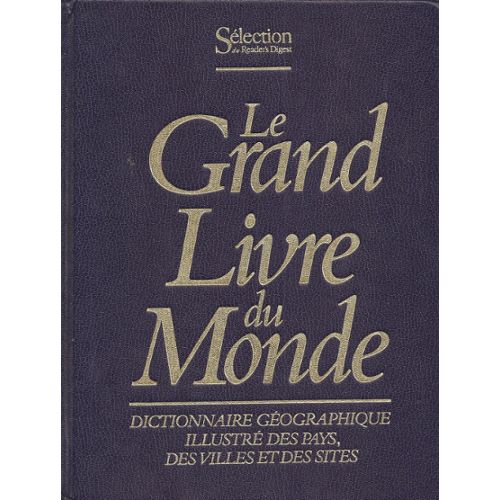 Sélection
du Reader's Digest
Le
Grand
Livre
du
Monde
DICTIONNAIRE GÉOGRAPHIQUE
ILLUSTRÉ DES PAYS,
DES VILLES ET DES SITES